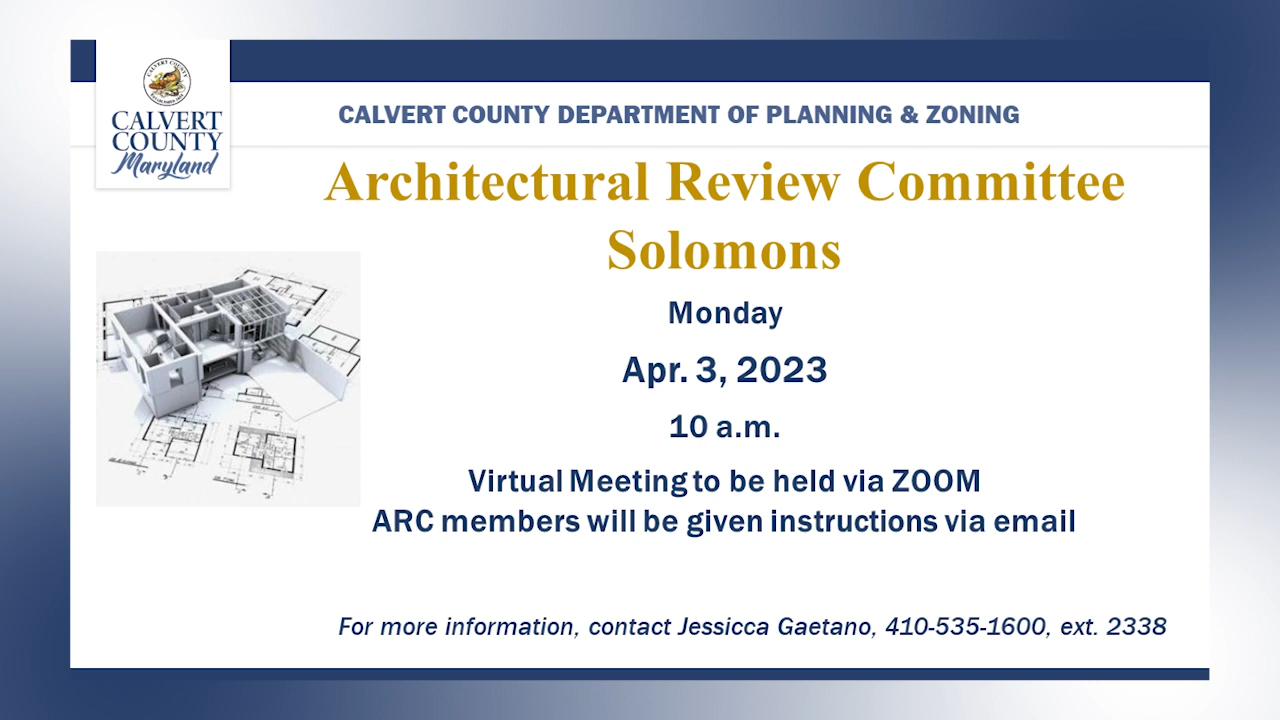 CALVERT COUNTY
CALVERT
COUNTY
Maryland
CALVERT COUNTY DEPARTMENT OF PLANNING & ZONING
Architectural Review Committee
Solomons
Monday
Apr. 3, 2023
10 a.m.
Virtual Meeting to be held via ZOOM
ARC members will be given instructions via email
For more information, contact Jessicca Gaetano, 410-535-1600, ext. 2338